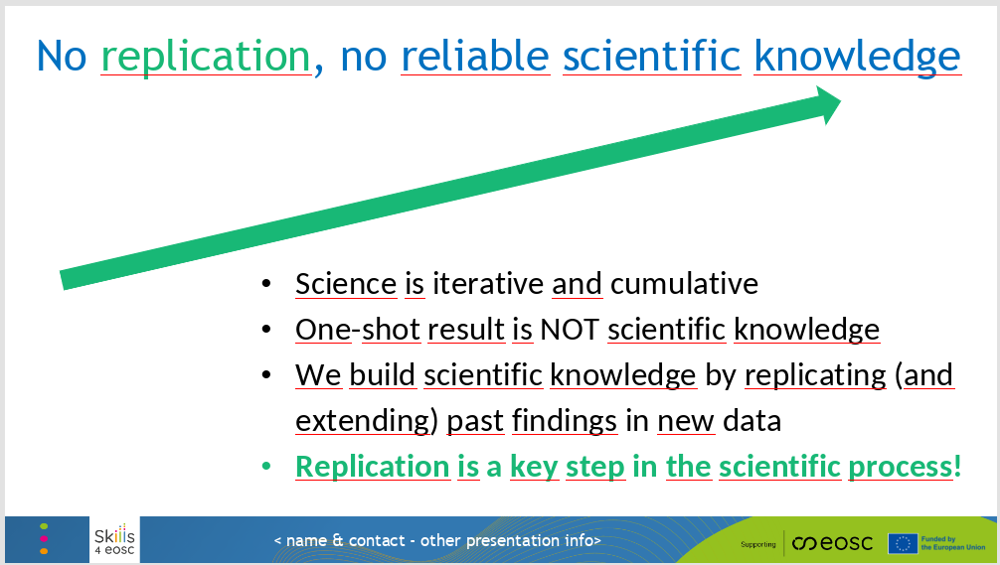 No replication, no reliable scientific knowledge
• Science is iterative and cumulative
• One-shot result is NOT scientific knowledge
• We build scientific knowledge by replicating (and
extending) past findings in new data
• Replication is a key step in the scientific process!
Skills
4 eosc
< name & contact - other presentation info>
Supporting
eosc
Funded by
the European Union